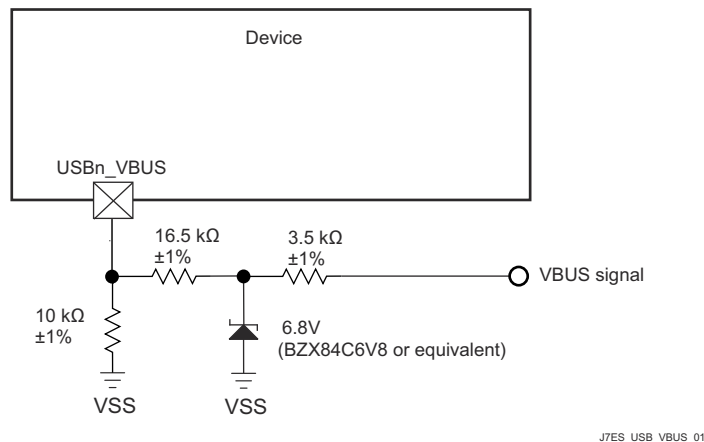 Device
USBn_VBUS
16.5 kΩ
±1%
3.5 kΩ
±1%
VBUS signal
10 kΩ
±1%
6.8V
(BZX84C6V8 or equivalent)
VSS
VSS
J7ES_USB_VBUS_01